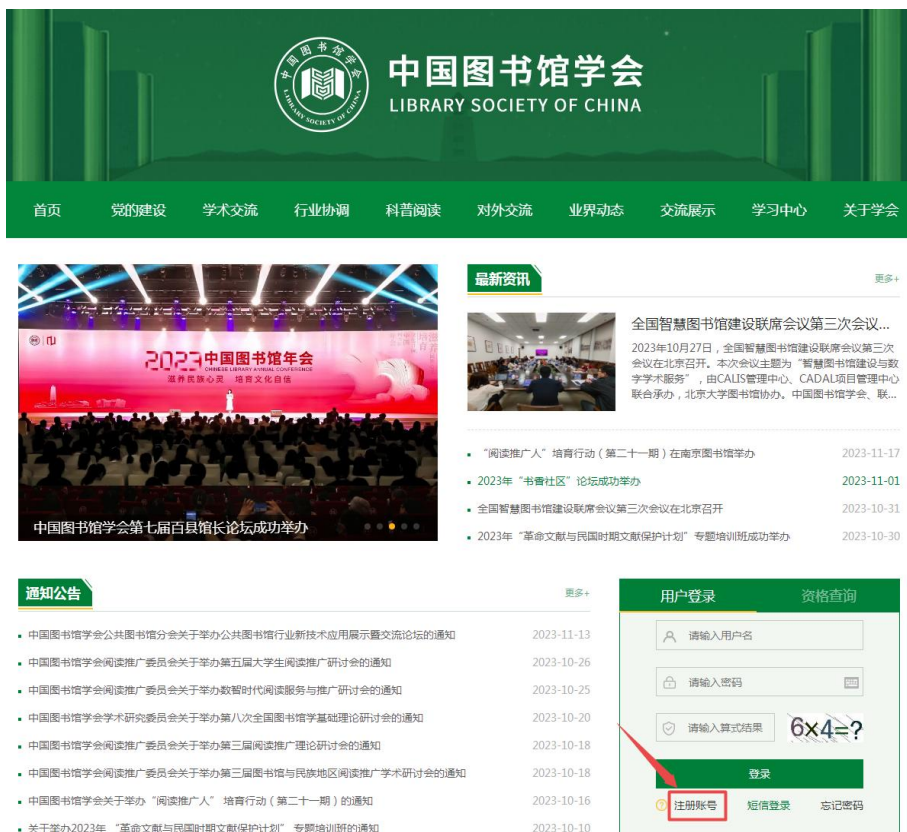 中国图书馆学会
LIBRARY SOCIETY OF CHINA
首页 党的建设 学术交流 行业协调 科普阅读 对外交流 业界动态 交流展示 学习中心 关于学会
2023中国图书馆年会
CHINESE LIBRARY ANNUAL CONFERENCE
滋养民族心灵 培育文化自信
中国图书馆学会第七届百县馆长论坛成功举办
最新资讯
更多+
全国智慧图书馆建设联席会议第三次会议...
2023年10月27日，全国智慧图书馆建设联席会议第三次
会议在北京召开。本次会议主题为“智慧图书馆建设与数
字学术服务”，由CALIS管理中心、CADAL项目管理中心
联合承办，北京大学图书馆协办。中国图书馆学会、联...
“阅读推广人”培育行动（第二十一期）在南京图书馆举办 2023-11-17
2023年“书香社区”论坛成功举办 2023-11-01
全国智慧图书馆建设联席会议第三次会议在北京召开 2023-10-31
2023年“革命文献与民国时期文献保护计划”专题培训班成功举办 2023-10-30
通知公告
更多+
中国图书馆学会公共图书馆分会关于举办公共图书馆行业新技术应用展示暨交流论坛的通知 2023-11-13
中国图书馆学会阅读推广委员会关于举办第五届大学生阅读推广研讨会的通知 2023-10-26
中国图书馆学会阅读推广委员会关于举办数智时代阅读服务与推广研讨会的通知 2023-10-25
中国图书馆学会学术研究委员会关于举办第八次全国图书馆学基础理论研讨会的通知 2023-10-20
中国图书馆学会阅读推广委员会关于举办第三届阅读推广理论研讨会的通知 2023-10-18
中国图书馆学会阅读推广委员会关于举办第三届图书馆与民族地区阅读推广学术研讨会的通知 2023-10-18
中国图书馆学会关于举办“阅读推广人” 培育行动（第二十一期）的通知 2023-10-16
关于举办2023年 “革命文献与民国时期文献保护计划” 专题培训班的通知 2023-10-10
用户登录 资格查询
请输入用户名
请输入密码
请输入算式结果 6×4=?
登录
注册账号 短信登录 忘记密码